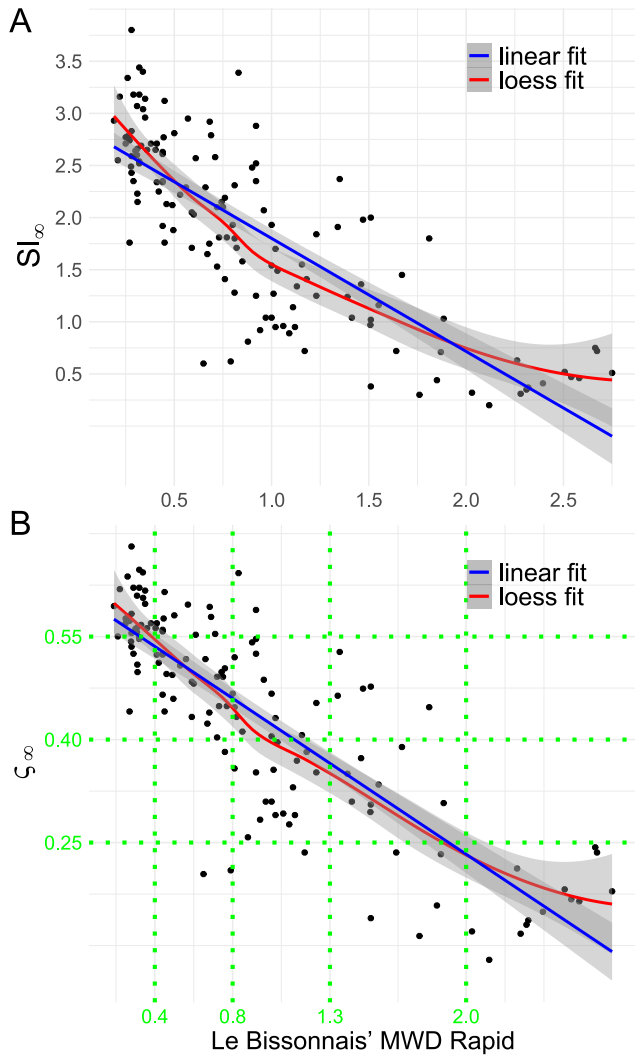 A
linear fit
loess fit
3.5
3.0
2.5
2.0
1.5
1.0
0.5
SI∞
0.5 1.0 1.5 2.0 2.5
B
linear fit
loess fit
0.55
0.40
0.25
ς∞
0.4 0.8 1.3 2.0
Le Bissonnais' MWD Rapid